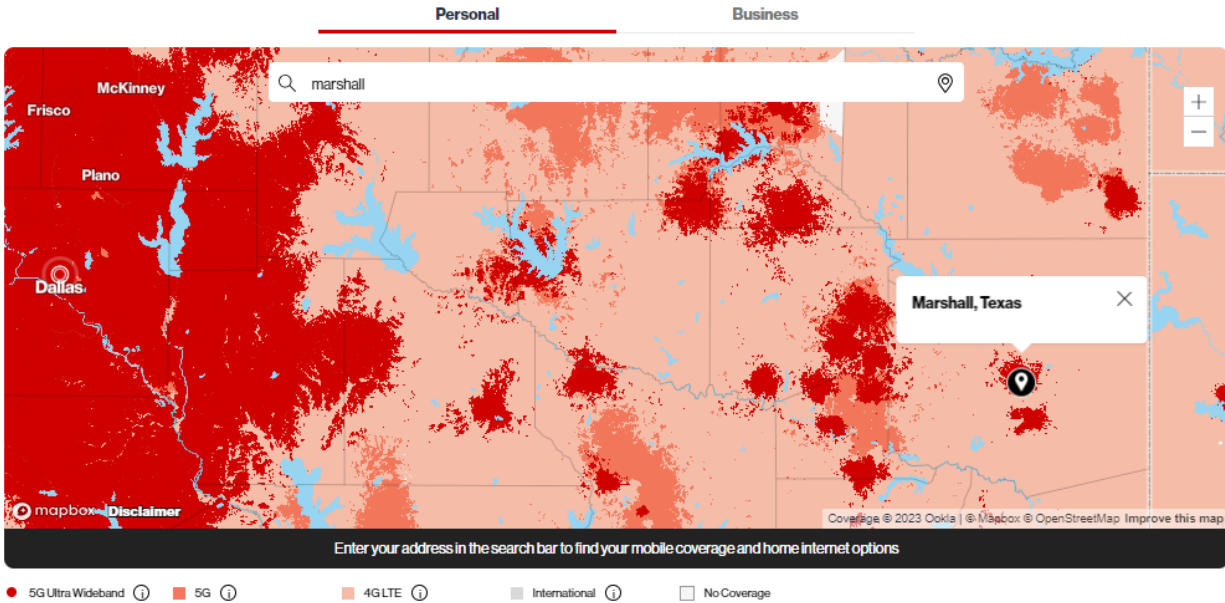 Personal
Business
marshall
McKinney
Frisco
Plano
Dallas
Marshall, Texas
mapbox Disclaimer
Coverage © 2023 Ookla | © Mapbox © OpenStreetMap Improve this map
Enter your address in the search bar to find your mobile coverage and home internet options
5G Ultra Wideband
5G
4G LTE
International
No Coverage